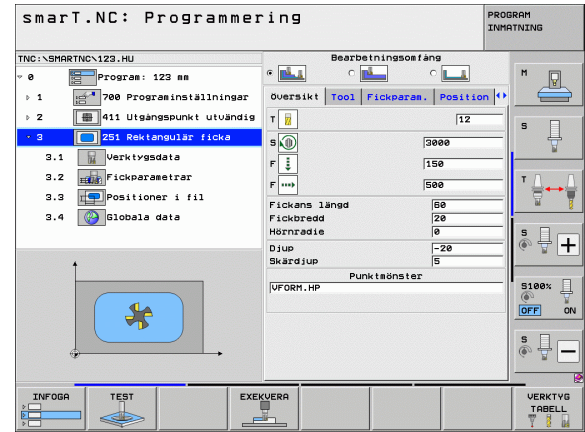 smarT.NC: Programmering
PROGRAM
INMATNING
TNC:\SMARTNC\123.HU
0 Program: 123 mm
1 700 Programinställningar
2 411 Utgångspunkt utvändig
3 251 Rektangulär ficka
3.1 Verktygsdata
3.2 Fickparametrar
3.3 Positioner i fil
3.4 Globala data
Bearbetningsomfång
Översikt Tool Fickparam. Position
T 12
S 3000
F 150
F 500
Fickans längd 60
Fickbredd 20
Hörnradie 0
Djup -20
Skärdjup 5
Punktmönster
VFORM.HP
M
S
T
S
S100%
OFF ON
S
INFOGA
TEST
EXEKVERA
VERKTYG
TABELL